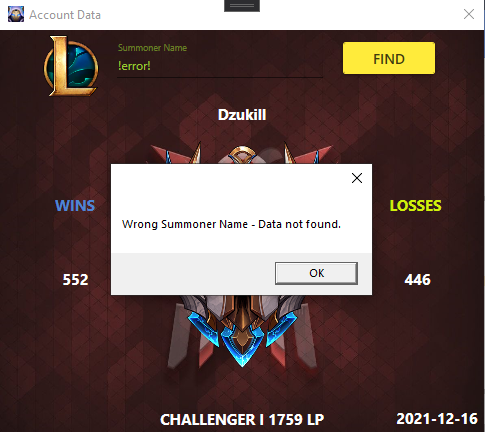 Account Data
Summoner Name
!error!
FIND
Dzukill
WINS
LOSSES
Wrong Summoner Name - Data not found.
552
446
OK
CHALLENGER I 1759 LP
2021-12-16